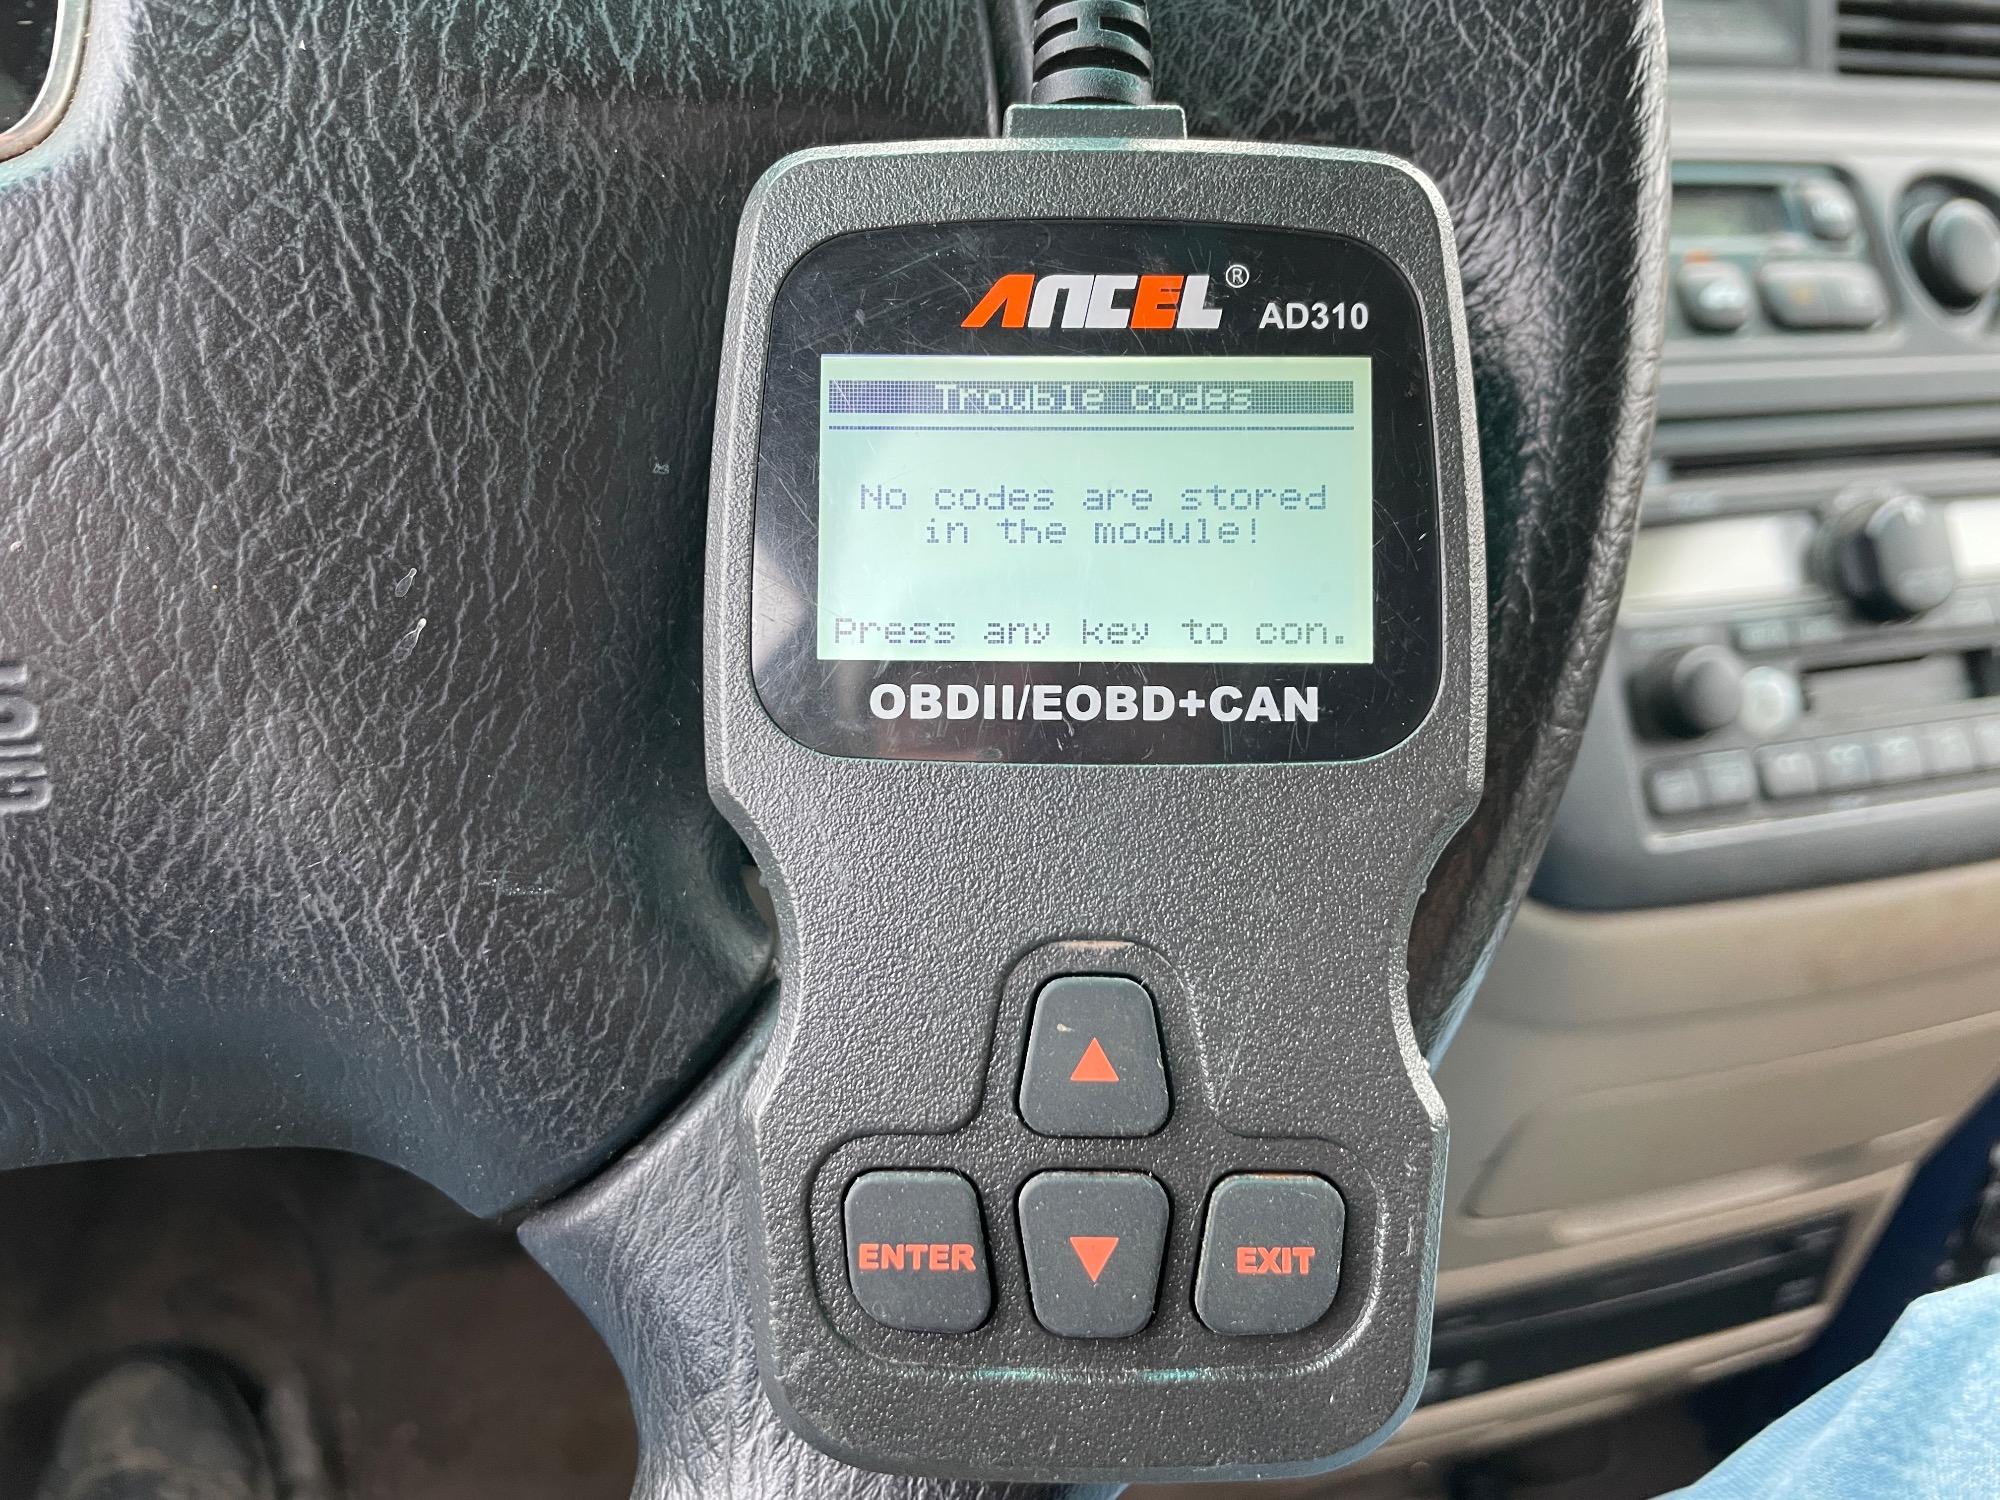 ANCEL®
AD310
Trouble Codes
No codes are stored
in the module!
Press any key to con.
OBDII/EOBD+CAN
ENTER
EXIT